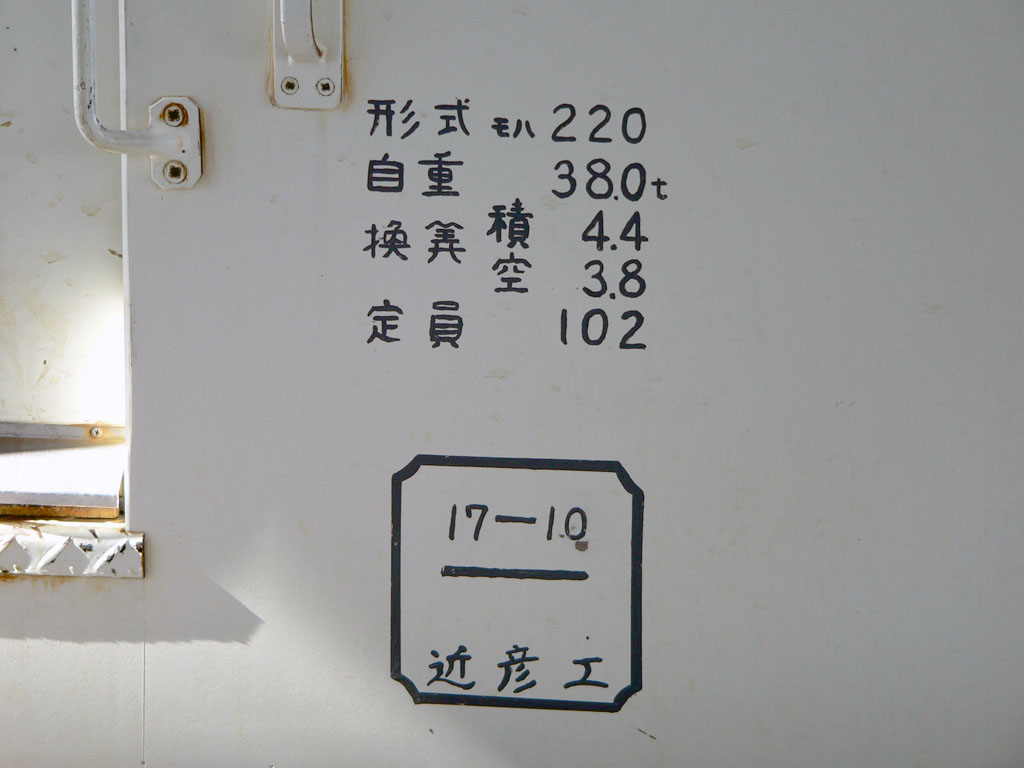 形式 モハ 220
自重 38.0t
換算 積 4.4
空 3.8
定員 102
17-10
近彦工